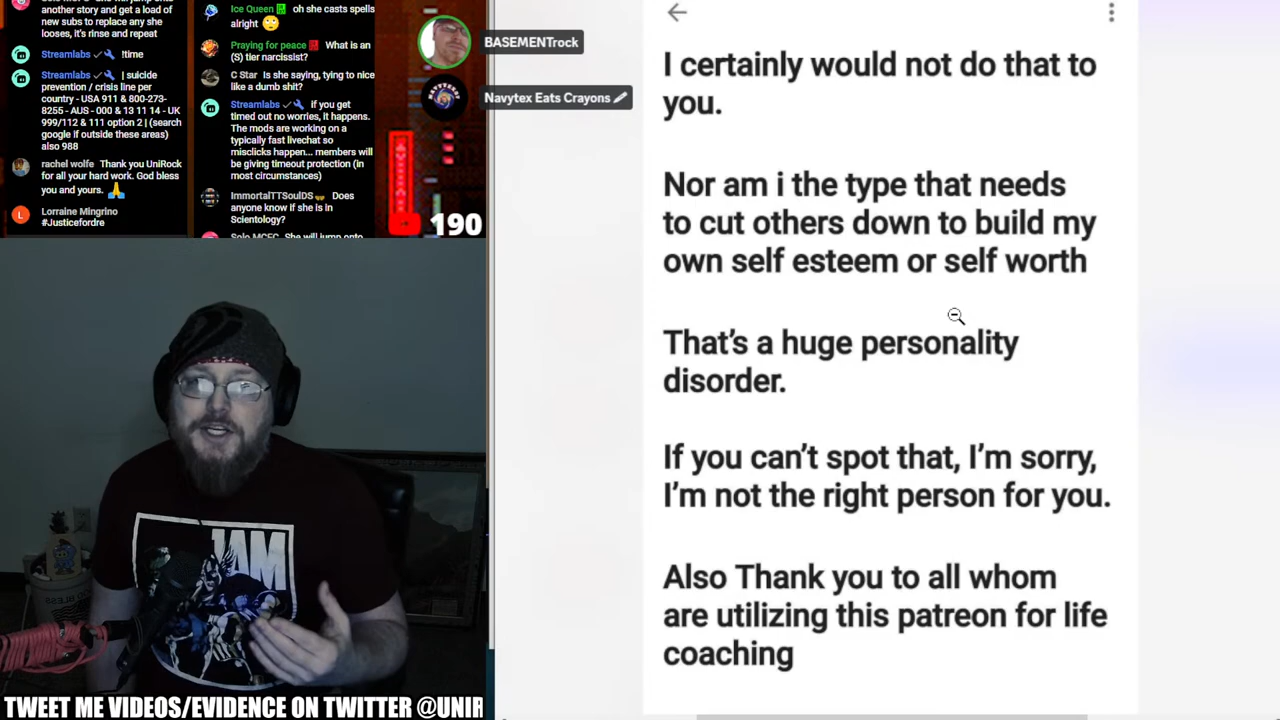 another story and get a load of
new subs to replace any she
looses, it's rinse and repeat
Streamlabs !time
Streamlabs | suicide
prevention / crisis line per
country - USA 911 & 800-273-
8255 - AUS - 000 & 13 11 14 - UK
999/112 & 111 option 2 | (search
google if outside these areas)
also 988
rachel wolfe Thank you UniRock
for all your hard work. God bless
you and yours.
L Lorraine Mingrino
#Justicefordre
Ice Queen oh she casts spells
alright
Praying for peace What is an
(S) tier narcissist?
C Star Is she saying, tying to nice
like a dumb shit?
Streamlabs if you get
timed out no worries, it happens.
The mods are working on a
typically fast livechat so
misclicks happen... members will
be giving timeout protection (in
most circumstances)
ImmortalTTSoulDS Does
anyone know if she is in
Scientology?
Solo MCFC She will jump onto
190
BASEMENTrock
Navytex Eats Crayons
I certainly would not do that to
you.
Nor am i the type that needs
to cut others down to build my
own self esteem or self worth
That's a huge personality
disorder.
If you can't spot that, I'm sorry,
I'm not the right person for you.
Also Thank you to all whom
are utilizing this patreon for life
coaching
JAM
TWEET ME VIDEOS/EVIDENCE ON TWITTER @UNIR